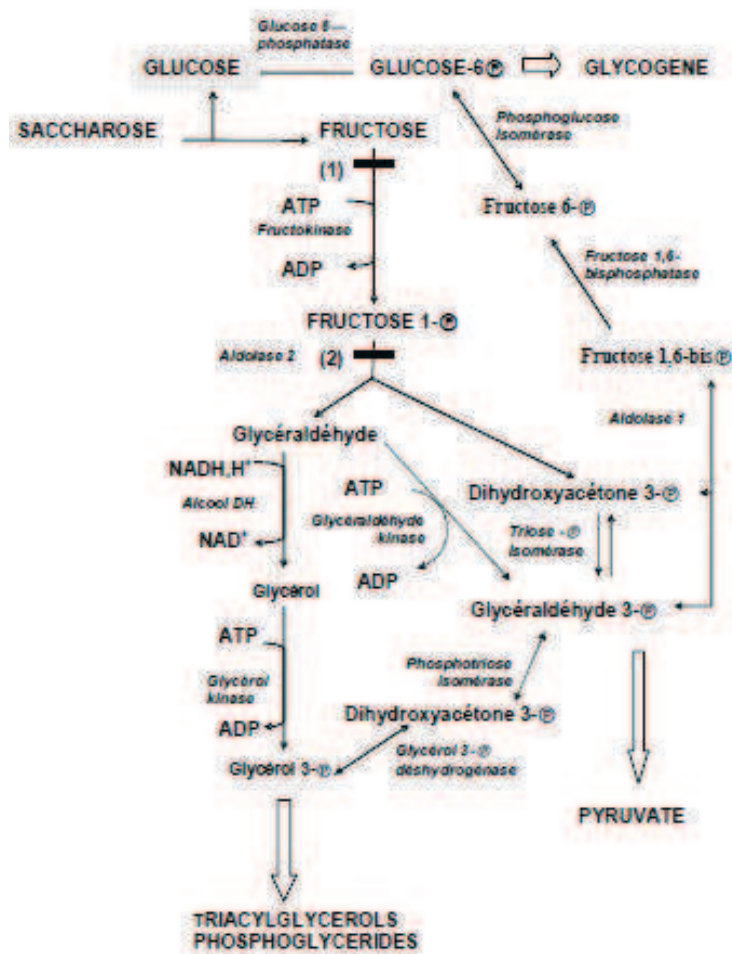 Glucose 6—
phosphatase
GLUCOSE
GLUCOSE-6Ⓟ
GLYCOGENE
SACCHAROSE
FRUCTOSE
Phosphoglucose
Isomérase
(1)
ATP
Fructokinase
ADP
Fructose 6-Ⓟ
Fructose 1,6-
bisphosphatase
FRUCTOSE 1-Ⓟ
Aldolase 2
(2)
Fructose 1,6-bisⓅ
Aldolase 1
Glycéraldéhyde
NADH,H⁺
Alcool DH
NAD⁺
ATP
Glycéraldéhyde
kinase
ADP
Dihydroxyacétone 3-Ⓟ
Triose -Ⓟ
Isomérase
Glycérol
Glycéraldéhyde 3-Ⓟ
ATP
Glycérol
kinase
ADP
Phosphotriose
Isomérase
Dihydroxyacétone 3-Ⓟ
Glycérol 3-Ⓟ
Glycérol 3-Ⓟ
déshydrogénase
PYRUVATE
TRIACYLGLYCEROLS
PHOSPHOGLYCERIDES